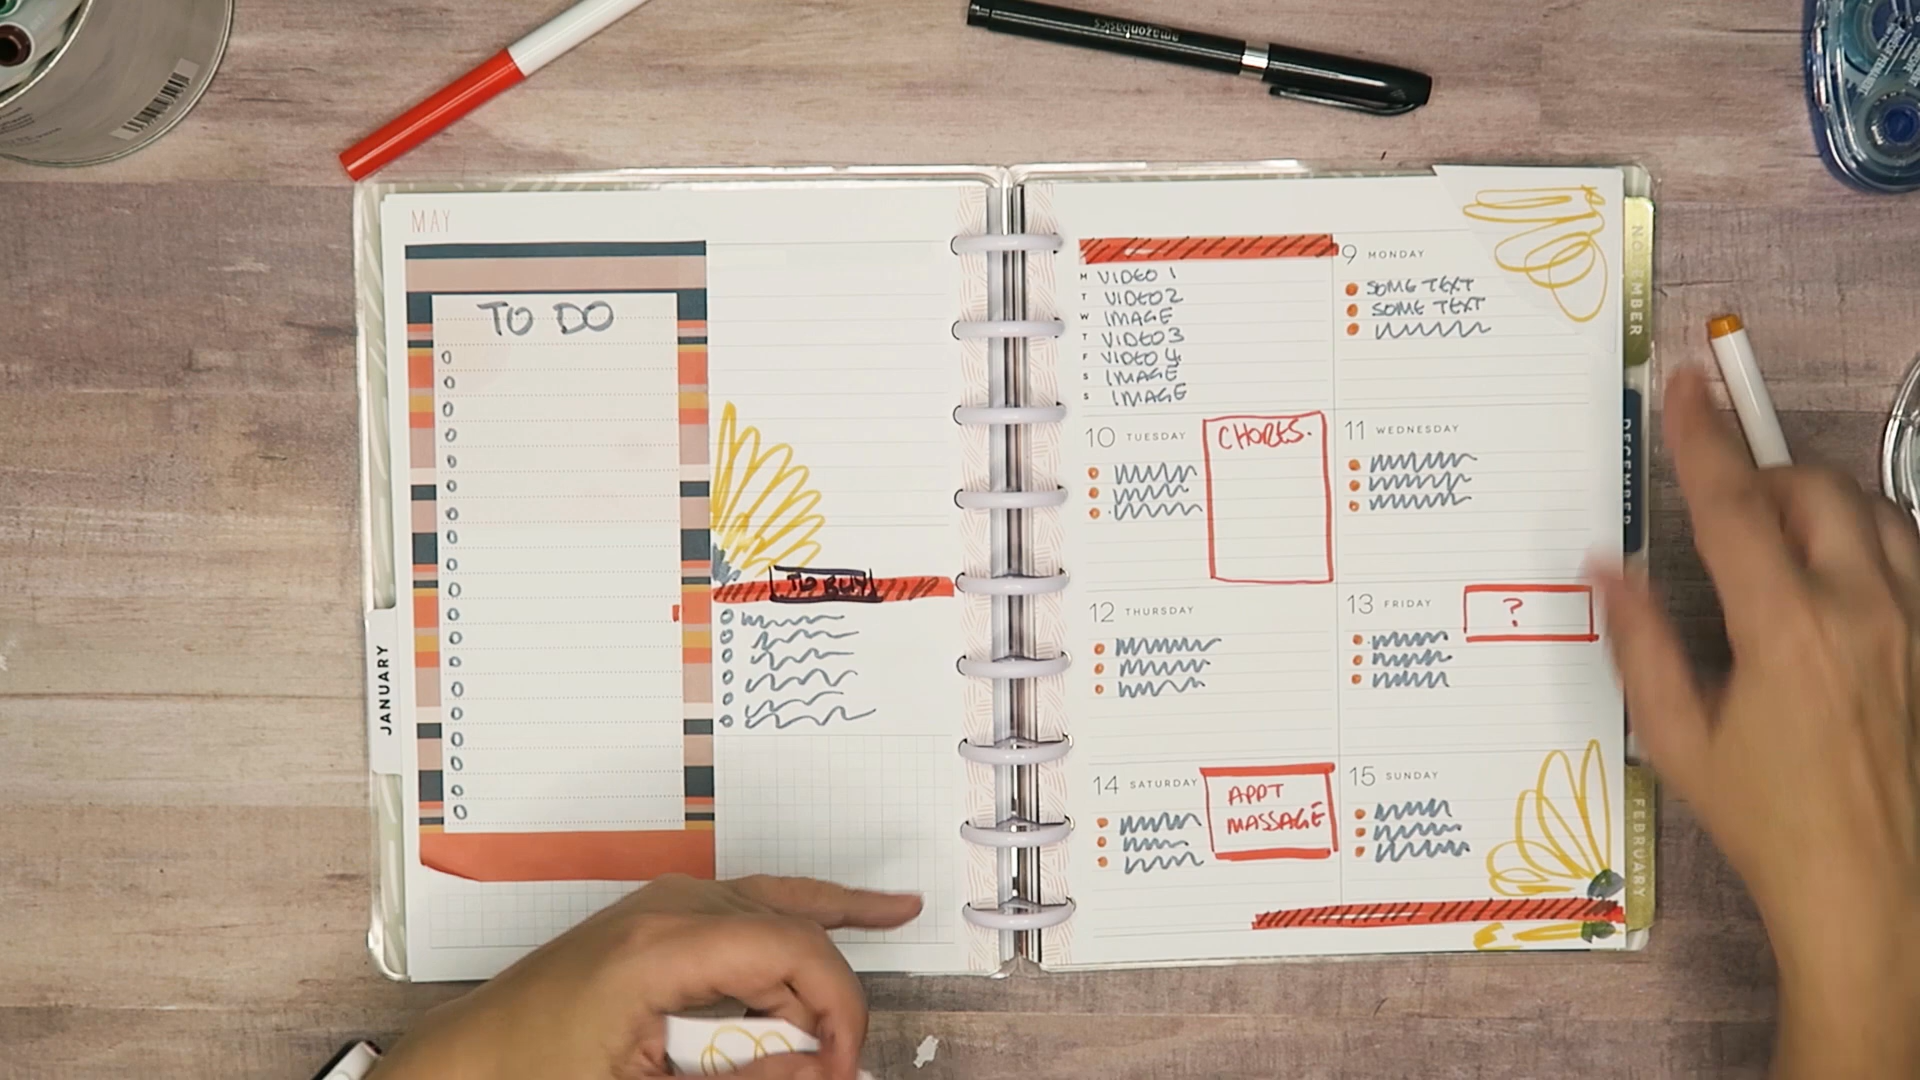 amazonbasics
MAY
TO DO
TO BUY
JANUARY
M VIDEO 1
T VIDEO 2
W IMAGE
T VIDEO 3
F VIDEO 4
S IMAGE
S IMAGE
9 MONDAY
SOME TEXT
SOME TEXT
10 TUESDAY
CHORES.
11 WEDNESDAY
12 THURSDAY
13 FRIDAY
?
14 SATURDAY
APPT
MASSAGE
15 SUNDAY
NOVEMBER
DECEMBER
FEBRUARY